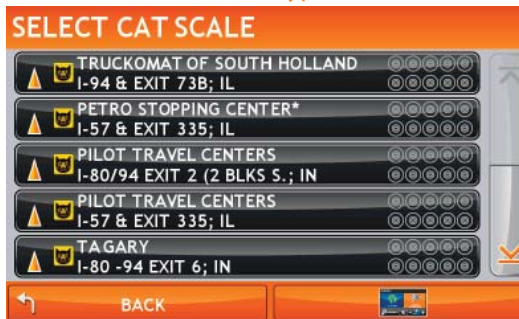 SELECT CAT SCALE
TRUCKOMAT OF SOUTH HOLLAND
I-94 & EXIT 73B; IL
PETRO STOPPING CENTER*
I-57 & EXIT 335; IL
PILOT TRAVEL CENTERS
I-80/94 EXIT 2 (2 BLKS S.; IN
PILOT TRAVEL CENTERS
I-57 & EXIT 335; IL
TA GARY
I-80 -94 EXIT 6; IN
BACK